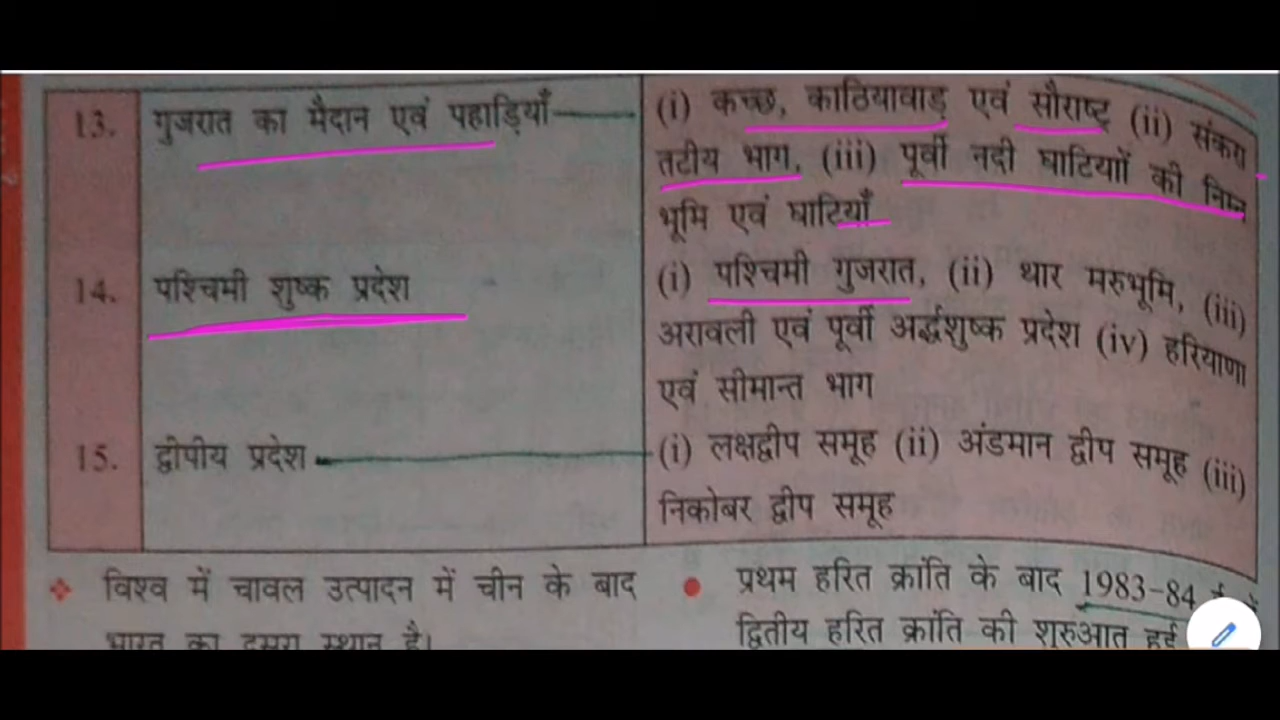 13. गुजरात का मैदान एवं पहाड़ियाँ
(i) कच्छ, काठियावाड़ एवं सौराष्ट्र (ii) संकरा
तटीय भाग, (iii) पूर्वी नदी घाटियाों की निम्न
भूमि एवं घाटियाँ
14. पश्चिमी शुष्क प्रदेश
(i) पश्चिमी गुजरात, (ii) थार मरुभूमि, (iii)
अरावली एवं पूर्वी अर्द्धशुष्क प्रदेश (iv) हरियाणा
एवं सीमान्त भाग
15. द्वीपीय प्रदेश
(i) लक्षद्वीप समूह (ii) अंडमान द्वीप समूह (iii)
निकोबर द्वीप समूह
विश्व में चावल उत्पादन में चीन के बाद
भारत का दूसरा स्थान है।
प्रथम हरित क्रांति के बाद 1983-84
द्वितीय हरित क्रांति की शुरुआत हुई